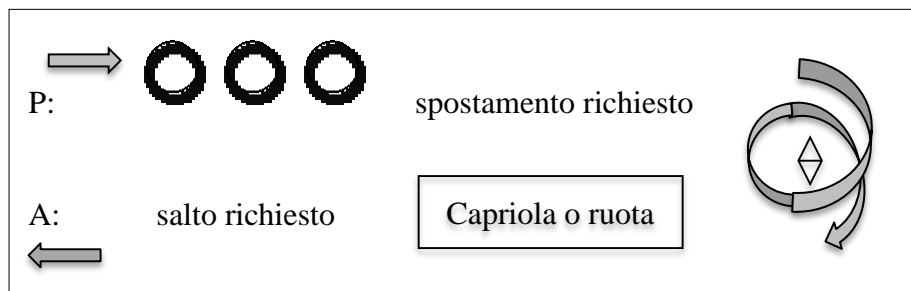 P: spostamento richiesto
A: salto richiesto Capriola o ruota